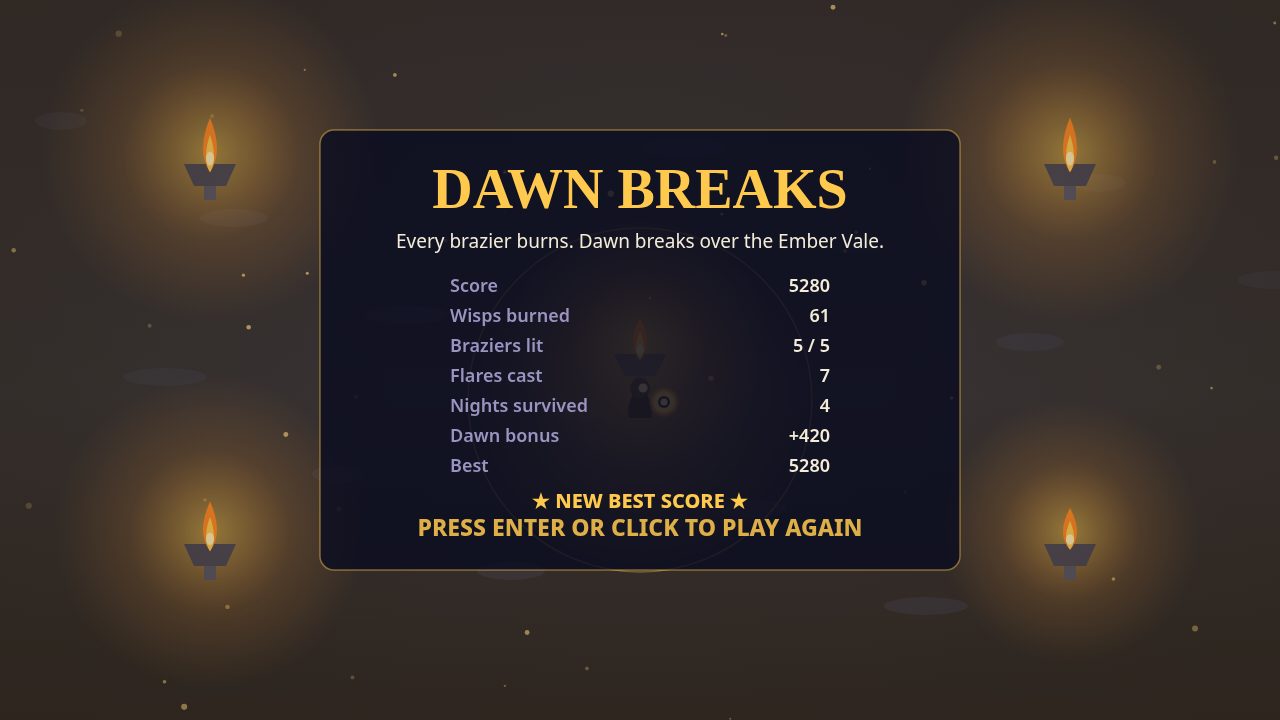 DAWN BREAKS
Every brazier burns. Dawn breaks over the Ember Vale.
Score 5280
Wisps burned 61
Braziers lit 5 / 5
Flares cast 7
Nights survived 4
Dawn bonus +420
Best 5280
★ NEW BEST SCORE ★
PRESS ENTER OR CLICK TO PLAY AGAIN